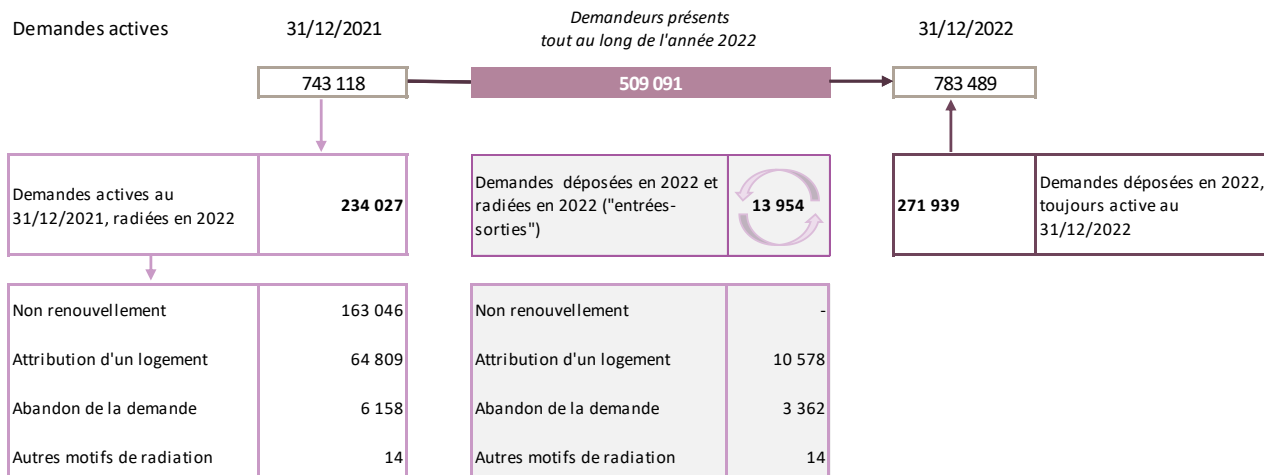 Demandes actives
31/12/2021
Demandeurs présents
tout au long de l'année 2022
31/12/2022
743 118
509 091
783 489
Demandes actives au
31/12/2021, radiées en 2022
234 027
Demandes déposées en 2022 et
radiées en 2022 ("entrées-
sorties")
13 954
271 939
Demandes déposées en 2022,
toujours active au
31/12/2022
Non renouvellement 163 046
Attribution d'un logement 64 809
Abandon de la demande 6 158
Autres motifs de radiation 14
Non renouvellement -
Attribution d'un logement 10 578
Abandon de la demande 3 362
Autres motifs de radiation 14